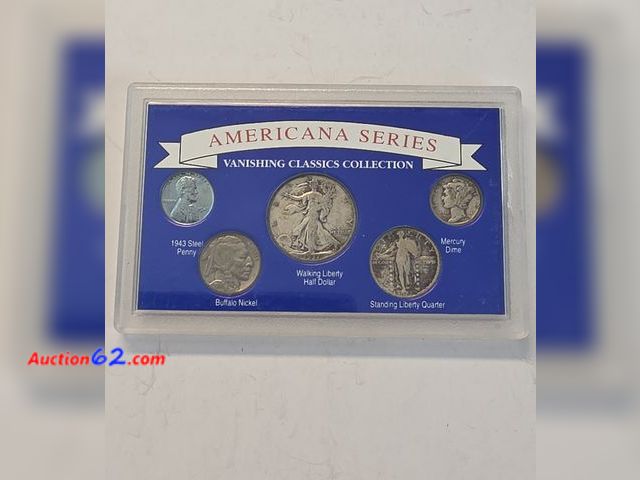 AMERICANA SERIES
VANISHING CLASSICS COLLECTION
1943 Steel
Penny
Mercury
Dime
Walking Liberty
Half Dollar
Buffalo Nickel
Standing Liberty Quarter
Auction62.com